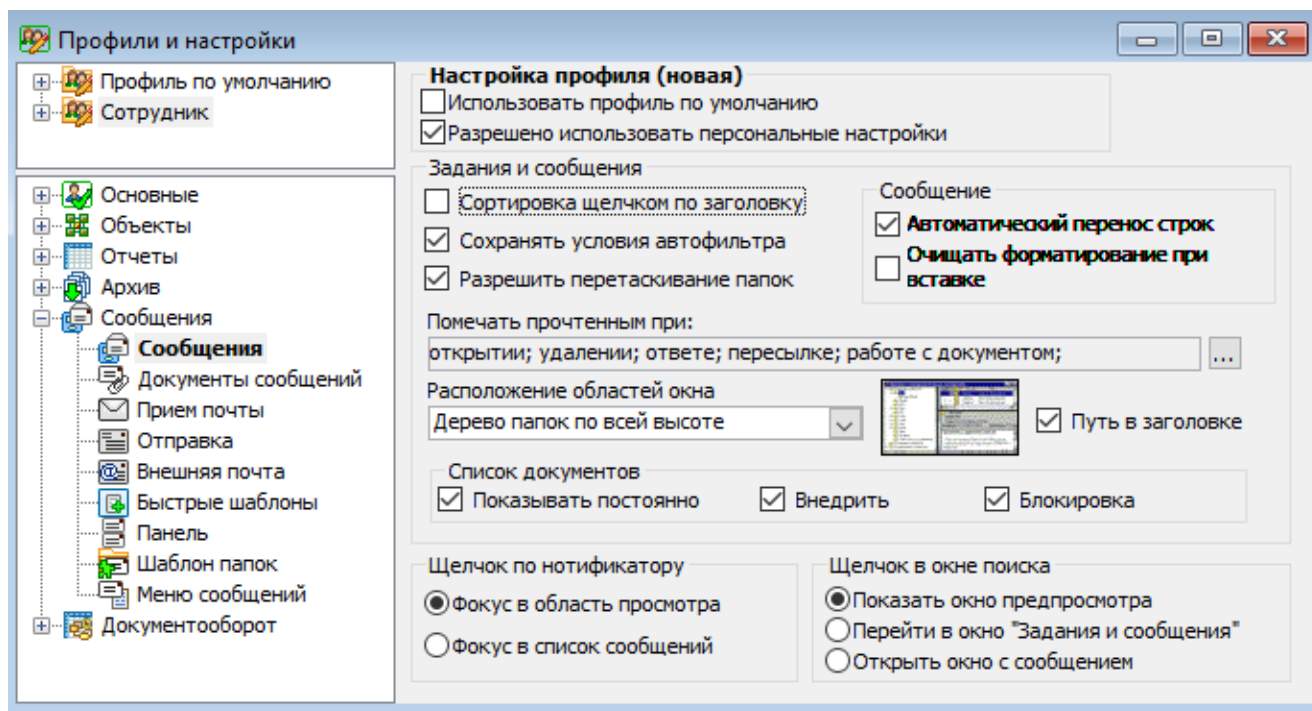 Профили и настройки
Профиль по умолчанию
Сотрудник
Основные
Объекты
Отчеты
Архив
Сообщения
Сообщения
Документы сообщений
Прием почты
Отправка
Внешняя почта
Быстрые шаблоны
Панель
Шаблон папок
Меню сообщений
Документооборот
Настройка профиля (новая)
Использовать профиль по умолчанию
Разрешено использовать персональные настройки
Задания и сообщения
Сортировка щелчком по заголовку
Сохранять условия автофильтра
Разрешить перетаскивание папок
Сообщение
Автоматический перенос строк
Очищать форматирование при
вставке
Помечать прочтенным при:
открытии; удалении; ответе; пересылке; работе с документом;
...
Расположение областей окна
Дерево папок по всей высоте
Путь в заголовке
Список документов
Показывать постоянно
Внедрить
Блокировка
Щелчок по нотификатору
Фокус в область просмотра
Фокус в список сообщений
Щелчок в окне поиска
Показать окно предпросмотра
Перейти в окно "Задания и сообщения"
Открыть окно с сообщением